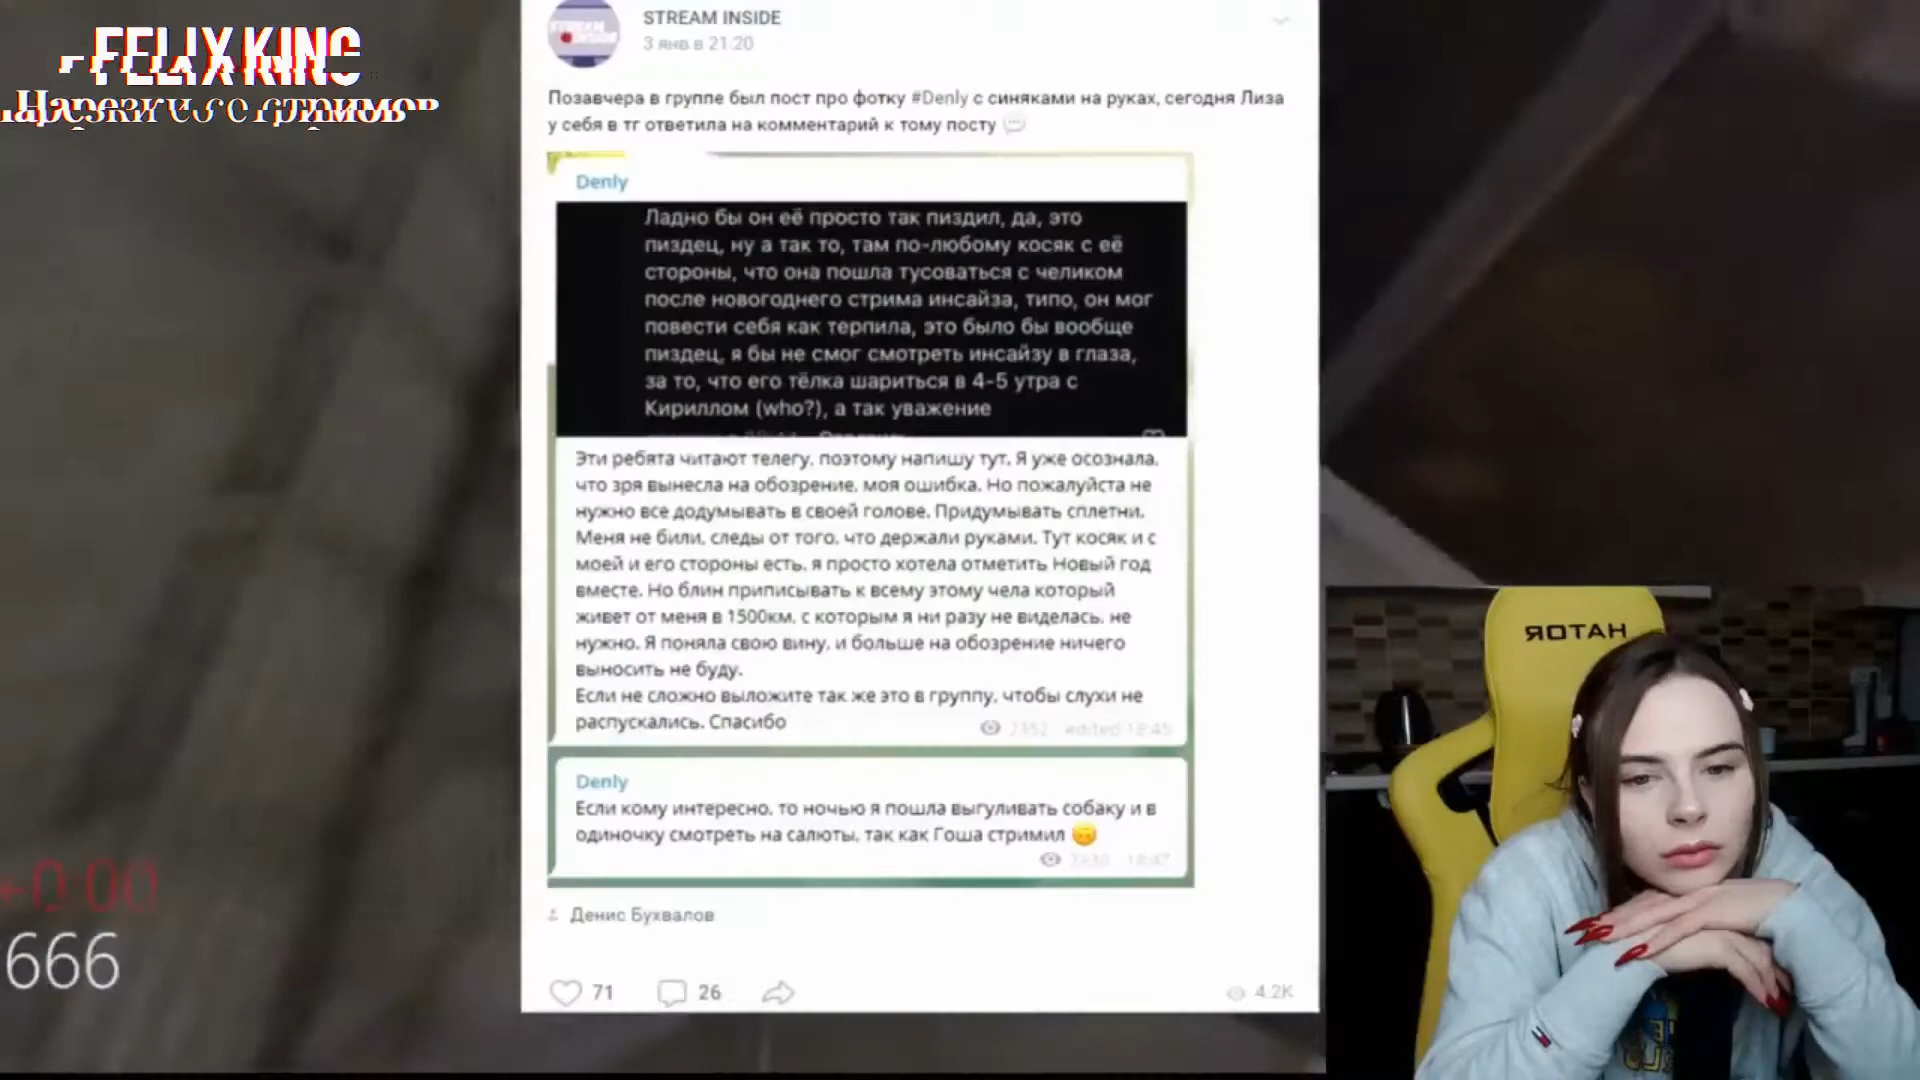 FELIX KING
Нарезки со стримов
STREAM INSIDE
3 янв в 21:20
Позавчера в группе был пост про фотку #Denly с синяками на руках, сегодня Лиза
у себя в тг ответила на комментарий к тому посту 💬
Denly
Ладно бы он её просто так пиздил, да, это
пиздец, ну а так то, там по-любому косяк с её
стороны, что она пошла тусоваться с челиком
после новогоднего стрима инсайза, типо, он мог
повести себя как терпила, это было бы вообще
пиздец, я бы не смог смотреть инсайзу в глаза,
за то, что его тёлка шариться в 4-5 утра с
Кириллом (who?), а так уважение
Эти ребята читают телегу, поэтому напишу тут. Я уже осознала,
что зря вынесла на обозрение, моя ошибка. Но пожалуйста не
нужно все додумывать в своей голове. Придумывать сплетни.
Меня не били, следы от того, что держали руками. Тут косяк и с
моей и его стороны есть, я просто хотела отметить Новый год
вместе. Но блин приписывать к всему этому чела который
живет от меня в 1500км, с которым я ни разу не виделась, не
нужно. Я поняла свою вину, и больше на обозрение ничего
выносить не буду.
Если не сложно выложите так же это в группу, чтобы слухи не
распускались. Спасибо
2352 edited 18:45
Denly
Если кому интересно, то ночью я пошла выгуливать собаку и в
одиночку смотреть на салюты, так как Гоша стримил 😔
18:47
Денис Бухвалов
71 26 4.2K
+0:00
666
ЯОТАН